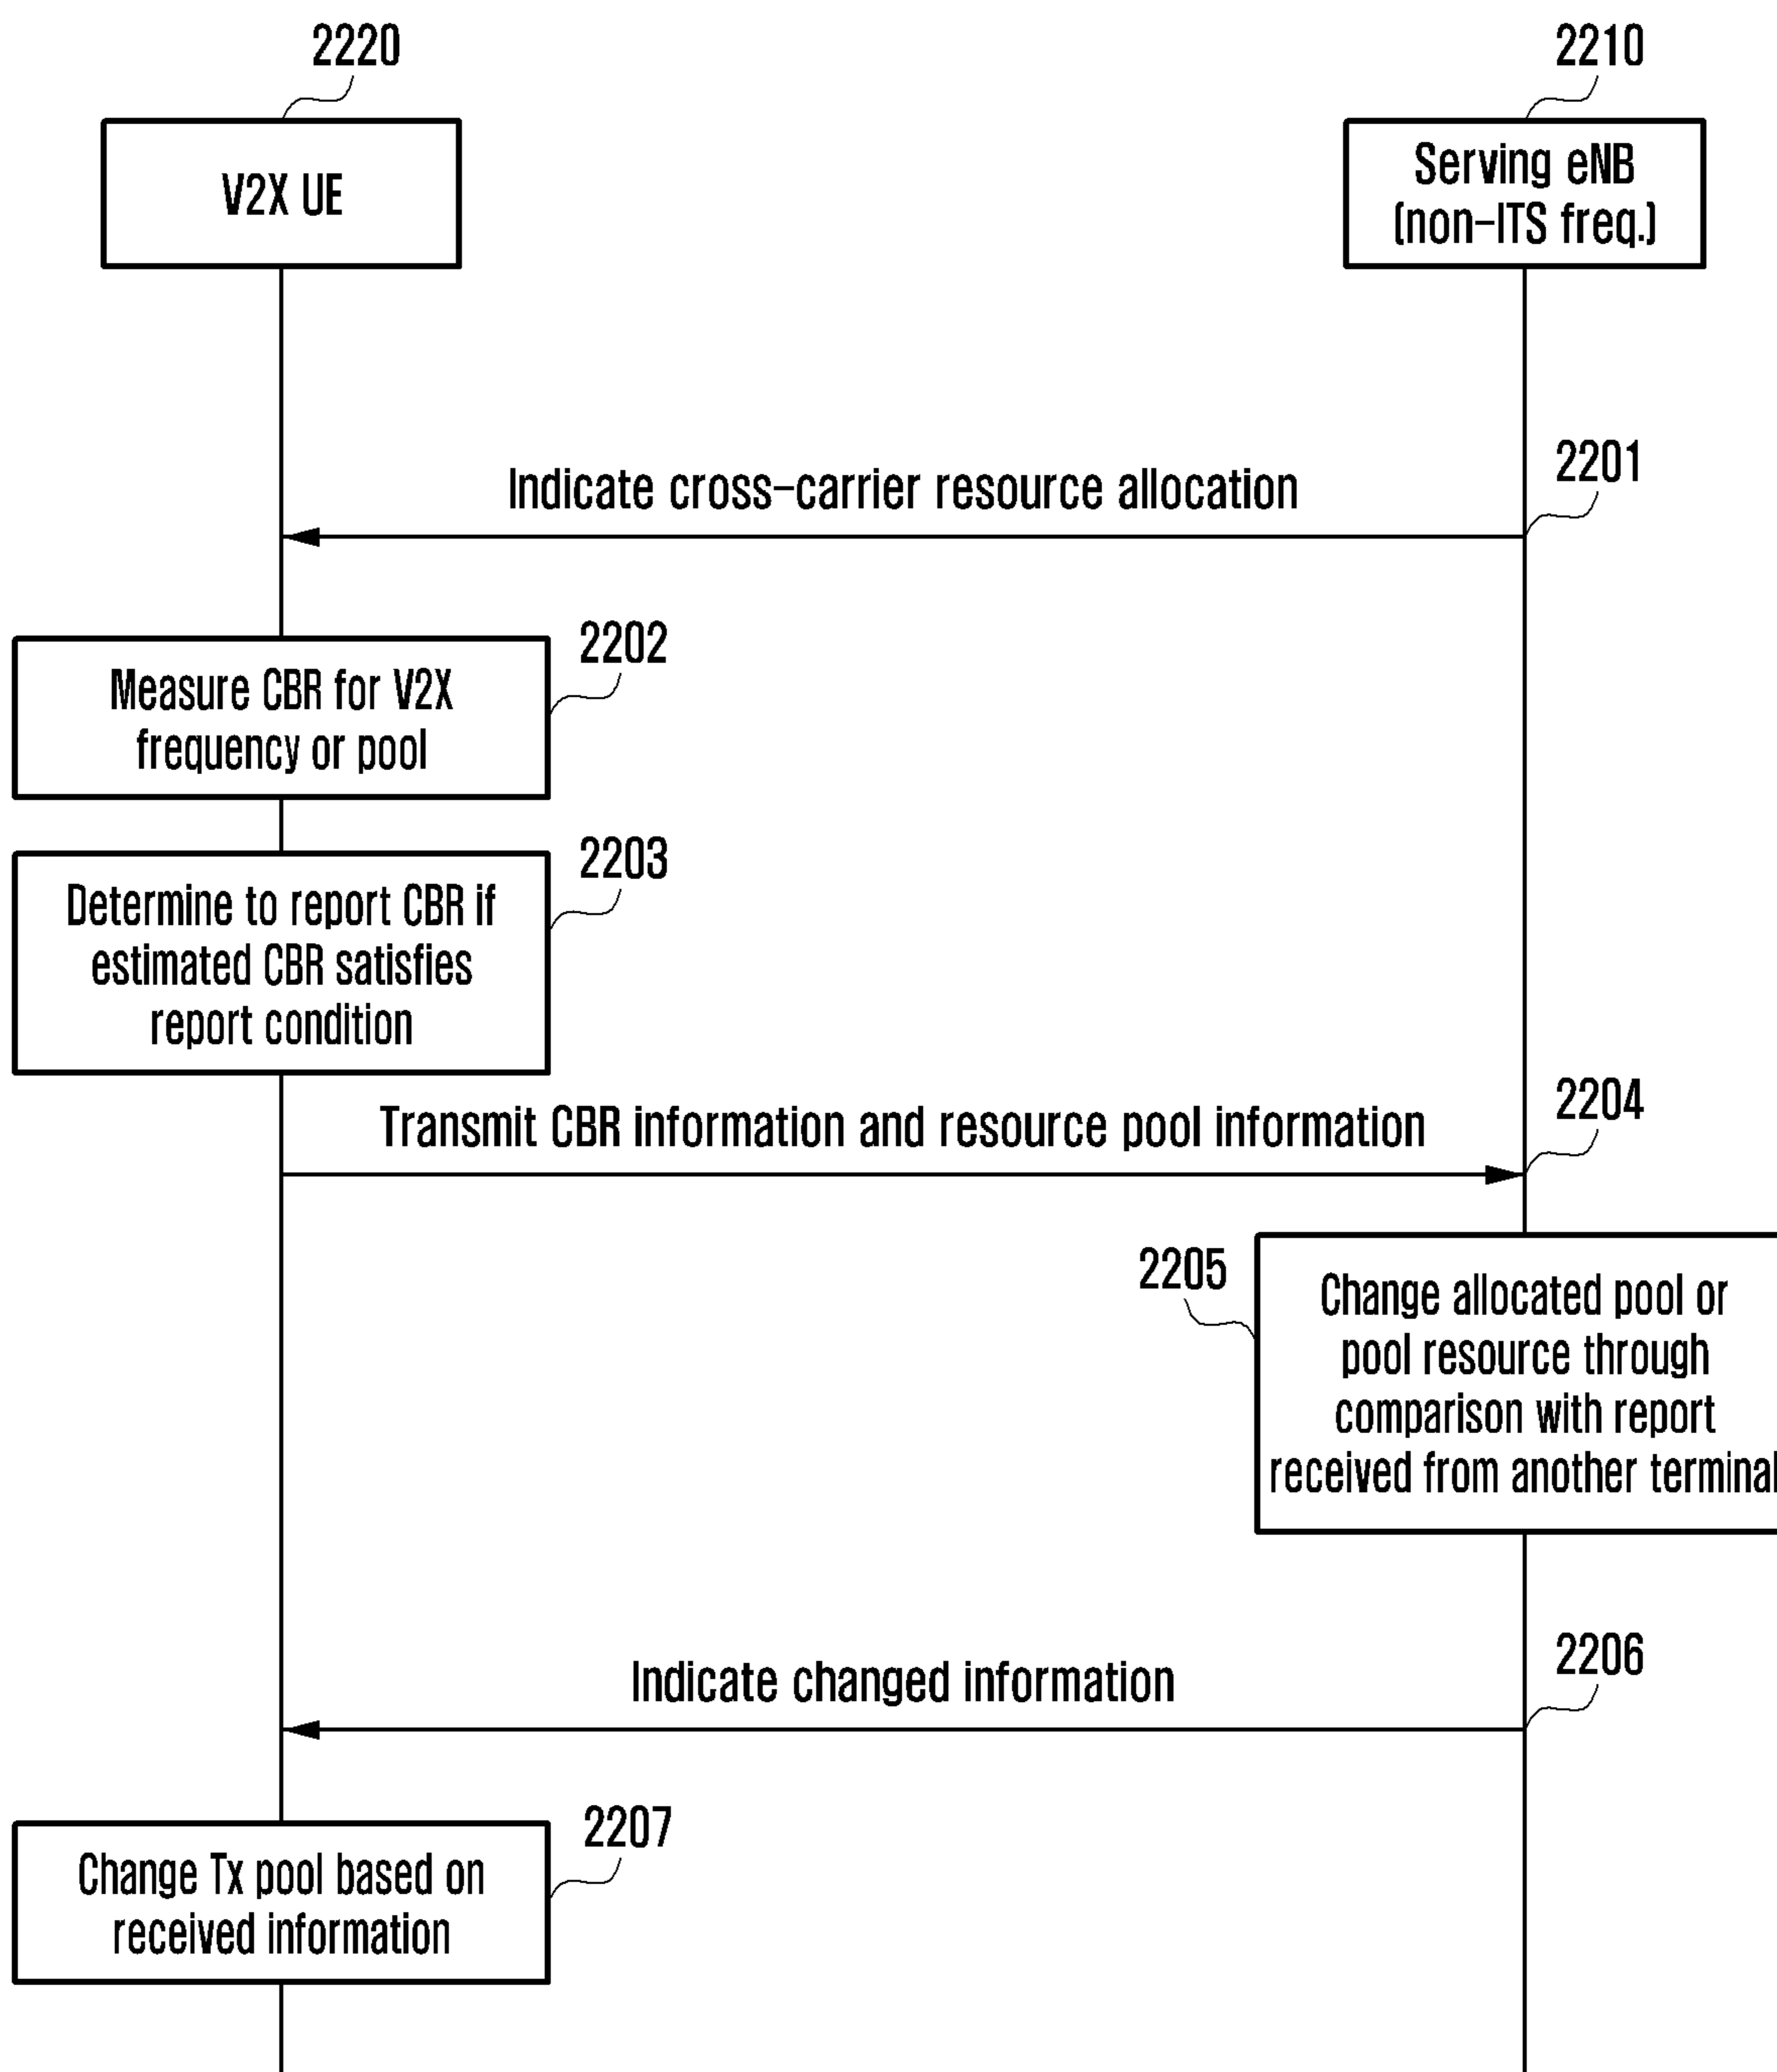 2220
2210
V2X UE
Serving eNB
(non-ITS freq.)
2201
Indicate cross-carrier resource allocation
2202
Measure CBR for V2X
frequency or pool
2203
Determine to report CBR if
estimated CBR satisfies
report condition
2204
Transmit CBR information and resource pool information
2205
Change allocated pool or
pool resource through
comparison with report
received from another terminal
2206
Indicate changed information
2207
Change Tx pool based on
received information